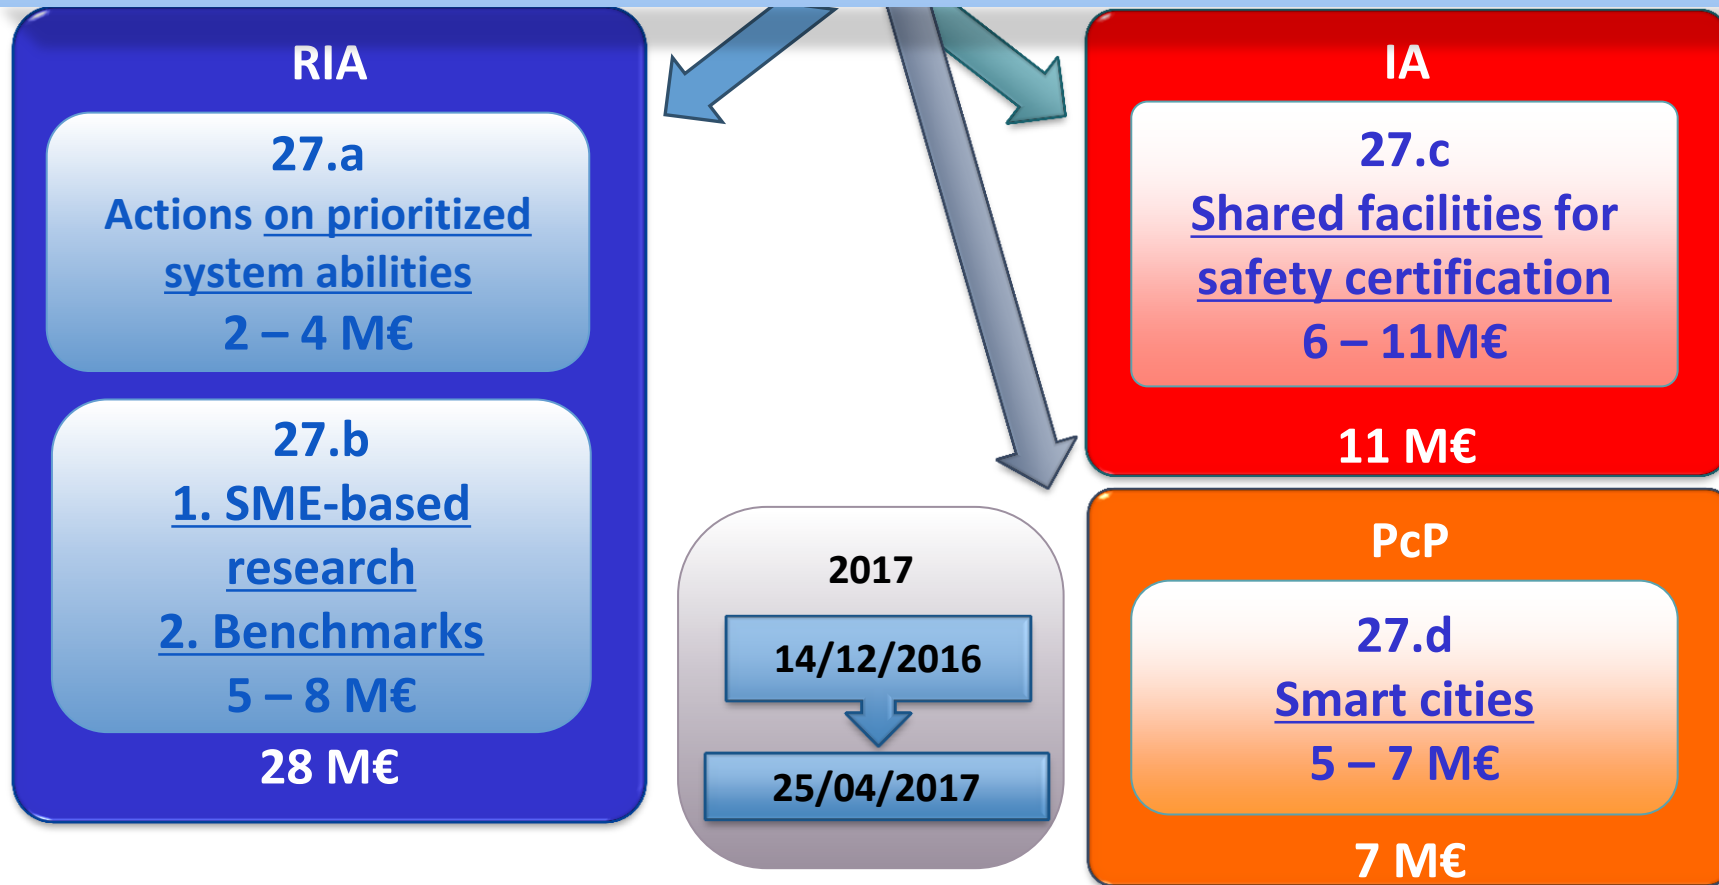 RIA
27.a
Actions on prioritized
system abilities
2 – 4 M€
27.b
1. SME-based
research
2. Benchmarks
5 – 8 M€
28 M€
2017
14/12/2016
25/04/2017
IA
27.c
Shared facilities for
safety certification
6 – 11M€
11 M€
PcP
27.d
Smart cities
5 – 7 M€
7 M€